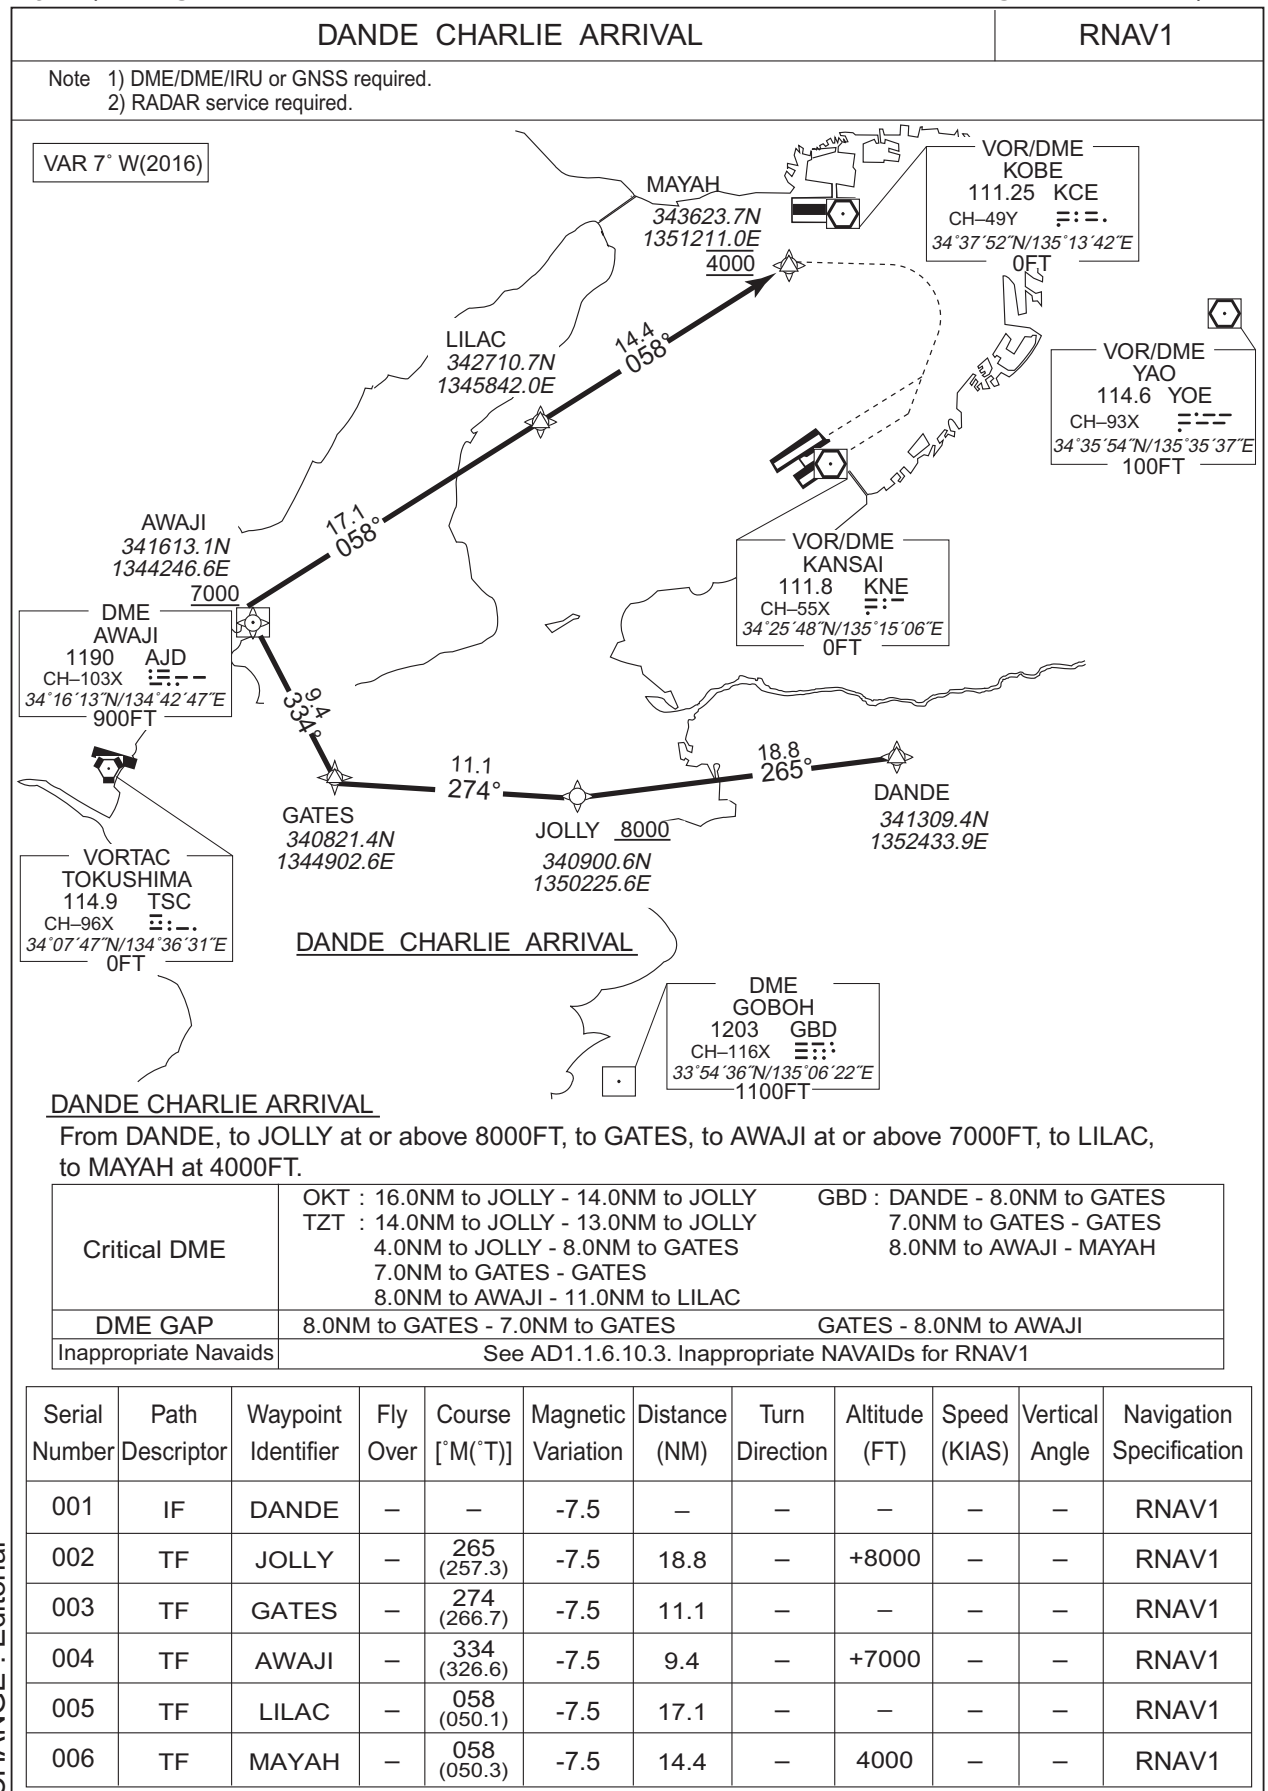 DANDE CHARLIE ARRIVAL
RNAV1
Note 1) DME/DME/IRU or GNSS required.
2) RADAR service required.
VAR 7° W(2016)
MAYAH
343623.7N
1351211.0E
4000
VOR/DME
KOBE
111.25 KCE
CH–49Y
34°37´52˝N/135°13´42˝E
0FT
LILAC
342710.7N
1345842.0E
14.4
058°
VOR/DME
YAO
114.6 YOE
CH–93X
34°35´54˝N/135°35´37˝E
100FT
AWAJI
341613.1N
1344246.6E
7000
17.1
058°
VOR/DME
KANSAI
111.8 KNE
CH–55X
34°25´48˝N/135°15´06˝E
0FT
DME
AWAJI
1190 AJD
CH–103X
34°16´13˝N/134°42´47˝E
900FT
9.4
334°
11.1
274°
18.8
265°
GATES
340821.4N
1344902.6E
JOLLY 8000
340900.6N
1350225.6E
DANDE
341309.4N
1352433.9E
VORTAC
TOKUSHIMA
114.9 TSC
CH–96X
34°07´47˝N/134°36´31˝E
0FT
DANDE CHARLIE ARRIVAL
DME
GOBOH
1203 GBD
CH–116X
33°54´36˝N/135°06´22˝E
1100FT
DANDE CHARLIE ARRIVAL
From DANDE, to JOLLY at or above 8000FT, to GATES, to AWAJI at or above 7000FT, to LILAC,
to MAYAH at 4000FT.
Critical DME
OKT : 16.0NM to JOLLY - 14.0NM to JOLLY
TZT : 14.0NM to JOLLY - 13.0NM to JOLLY
4.0NM to JOLLY - 8.0NM to GATES
7.0NM to GATES - GATES
8.0NM to AWAJI - 11.0NM to LILAC
GBD : DANDE - 8.0NM to GATES
7.0NM to GATES - GATES
8.0NM to AWAJI - MAYAH
DME GAP 8.0NM to GATES - 7.0NM to GATES GATES - 8.0NM to AWAJI
Inappropriate Navaids See AD1.1.6.10.3. Inappropriate NAVAIDs for RNAV1
Serial Number Path Descriptor Waypoint Identifier Fly Over Course [°M(°T)] Magnetic Variation Distance (NM) Turn Direction Altitude (FT) Speed (KIAS) Vertical Angle Navigation Specification
001 IF DANDE – – -7.5 – – – – – RNAV1
002 TF JOLLY – 265 (257.3) -7.5 18.8 – +8000 – – RNAV1
003 TF GATES – 274 (266.7) -7.5 11.1 – – – – RNAV1
004 TF AWAJI – 334 (326.6) -7.5 9.4 – +7000 – – RNAV1
005 TF LILAC – 058 (050.1) -7.5 17.1 – – – – RNAV1
006 TF MAYAH – 058 (050.3) -7.5 14.4 – 4000 – – RNAV1